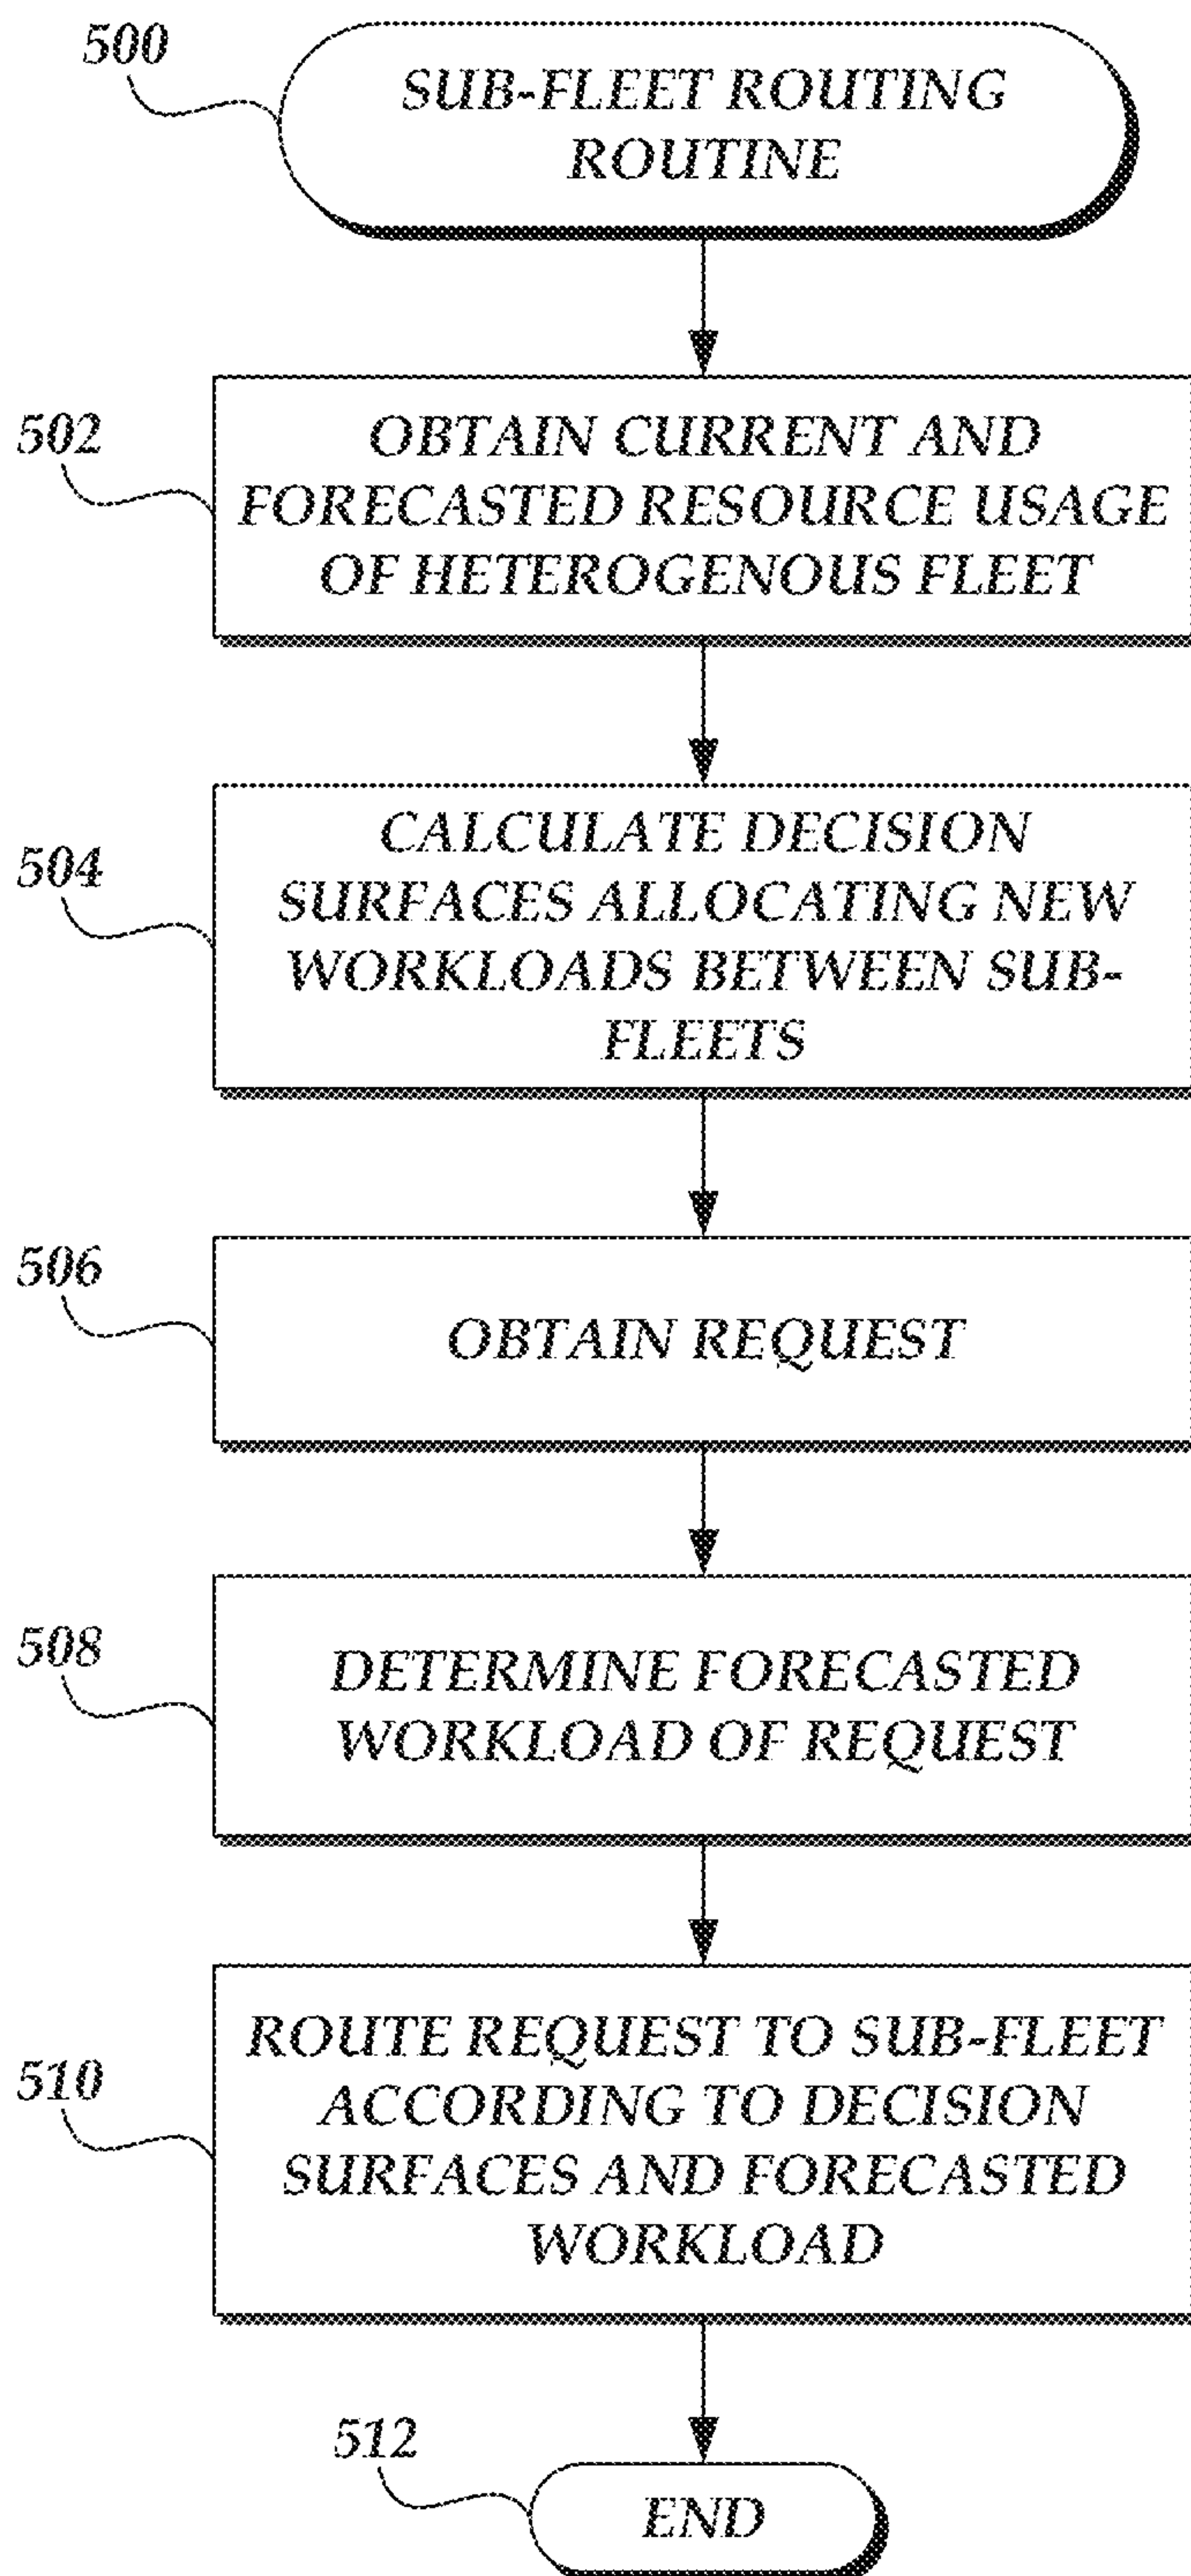 500
SUB-FLEET ROUTING
ROUTINE
502
OBTAIN CURRENT AND
FORECASTED RESOURCE USAGE
OF HETEROGENOUS FLEET
504
CALCULATE DECISION
SURFACES ALLOCATING NEW
WORKLOADS BETWEEN SUB-
FLEETS
506
OBTAIN REQUEST
508
DETERMINE FORECASTED
WORKLOAD OF REQUEST
510
ROUTE REQUEST TO SUB-FLEET
ACCORDING TO DECISION
SURFACES AND FORECASTED
WORKLOAD
512
END